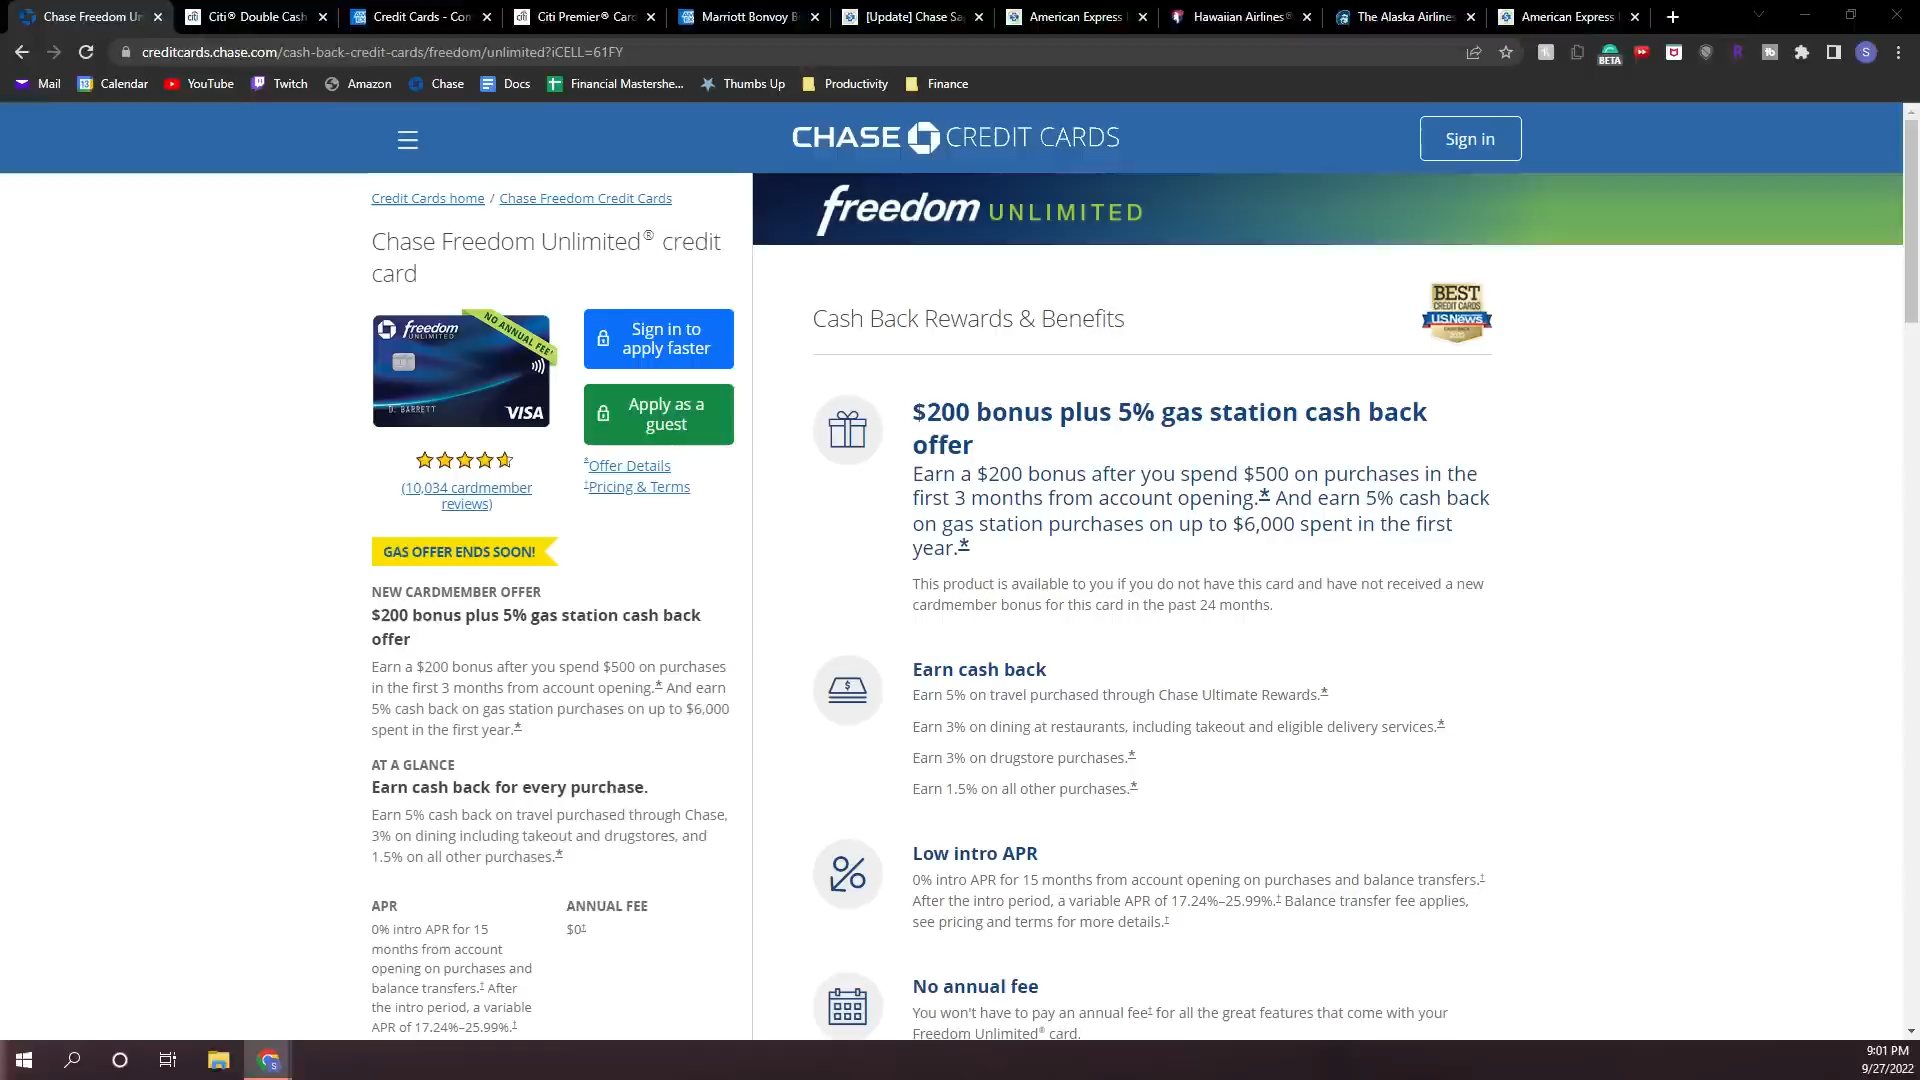 Chase Freedom Un
Citi® Double Cash
Credit Cards - Con
Citi Premier® Card
Marriott Bonvoy B
[Update] Chase Sa
American Express
Hawaiian Airlines®
The Alaska Airlines
American Express
creditcards.chase.com/cash-back-credit-cards/freedom/unlimited?iCELL=61FY
BETA
S
Mail
Calendar
YouTube
Twitch
Amazon
Chase
Docs
Financial Mastershe...
Thumbs Up
Productivity
Finance
CHASE CREDIT CARDS
Sign in
Credit Cards home / Chase Freedom Credit Cards
Chase Freedom Unlimited® credit
card
freedom
UNLIMITED
NO ANNUAL FEE†
D. BARRETT
VISA
Sign in to
apply faster
Apply as a
guest
*Offer Details
†Pricing & Terms
(10,034 cardmember
reviews)
GAS OFFER ENDS SOON!
NEW CARDMEMBER OFFER
$200 bonus plus 5% gas station cash back
offer
Earn a $200 bonus after you spend $500 on purchases
in the first 3 months from account opening.* And earn
5% cash back on gas station purchases on up to $6,000
spent in the first year.*
AT A GLANCE
Earn cash back for every purchase.
Earn 5% cash back on travel purchased through Chase,
3% on dining including takeout and drugstores, and
1.5% on all other purchases.*
APR
0% intro APR for 15
months from account
opening on purchases and
balance transfers.† After
the intro period, a variable
APR of 17.24%–25.99%.†
ANNUAL FEE
$0†
freedom UNLIMITED
Cash Back Rewards & Benefits
BEST
CREDIT CARDS
U.S.News
$200 bonus plus 5% gas station cash back
offer
Earn a $200 bonus after you spend $500 on purchases in the
first 3 months from account opening.* And earn 5% cash back
on gas station purchases on up to $6,000 spent in the first
year.*
This product is available to you if you do not have this card and have not received a new
cardmember bonus for this card in the past 24 months.
Earn cash back
Earn 5% on travel purchased through Chase Ultimate Rewards.*
Earn 3% on dining at restaurants, including takeout and eligible delivery services.*
Earn 3% on drugstore purchases.*
Earn 1.5% on all other purchases.*
Low intro APR
0% intro APR for 15 months from account opening on purchases and balance transfers.†
After the intro period, a variable APR of 17.24%–25.99%.† Balance transfer fee applies,
see pricing and terms for more details.†
No annual fee
You won't have to pay an annual fee† for all the great features that come with your
Freedom Unlimited® card.
9:01 PM
9/27/2022